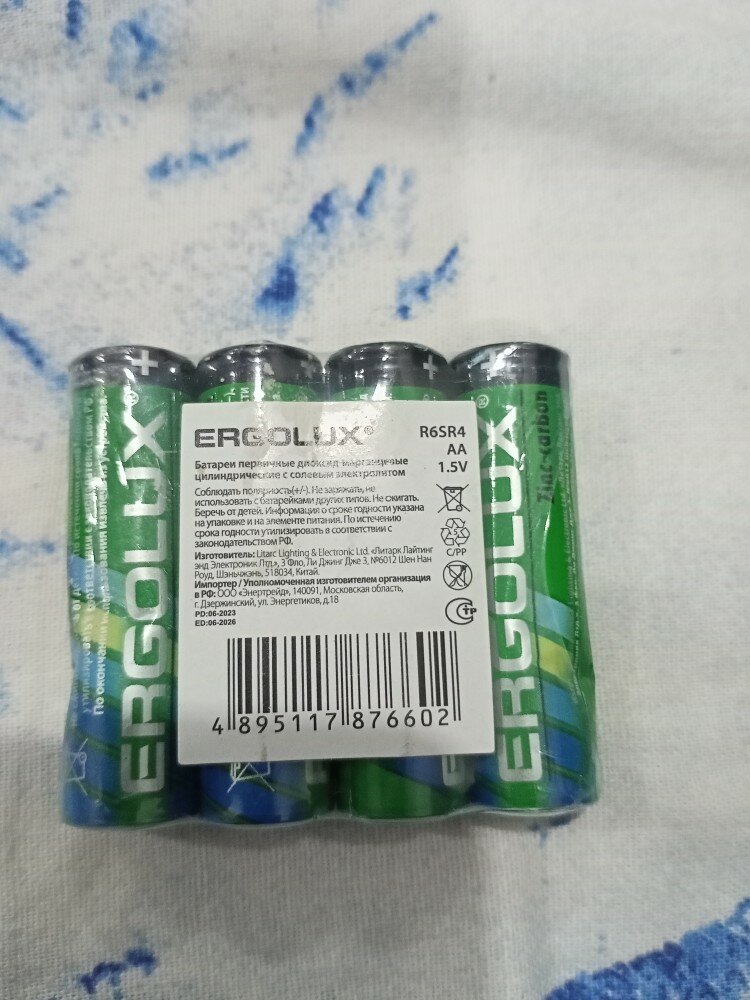 ERGOLUX®
R6SR4
AA
1.5V
Батареи первичные диоксид-марганцевые
цилиндрические с солевым электролитом
Соблюдать полярность(+/-). Не заряжать, не
использовать с батарейками других типов. Не сжигать.
Беречь от детей. Информация о сроке годности указана
на упаковке и на элементе питания. По истечению
срока годности утилизировать в соответствии с
законодательством РФ.
Изготовитель: Litarc Lighting & Electronic Ltd. «Литарк Лайтинг
энд Электроник Лтд.», 3 Фло, Ли Джинг Дже 3, №6012 Шен Нан
Роуд, Шэньчжэнь, 518034, Китай.
Импортер / Уполномоченная изготовителем организация
в РФ: ООО «Энертрейд», 140091, Московская область,
г.Дзержинский, ул. Энергетиков, д.18
PD:06-2023
ED:06-2026
C/PP
4 895117 876602
+
ERGOLUX®
+
+
+
ERGOLUX®
Zinc-carbon